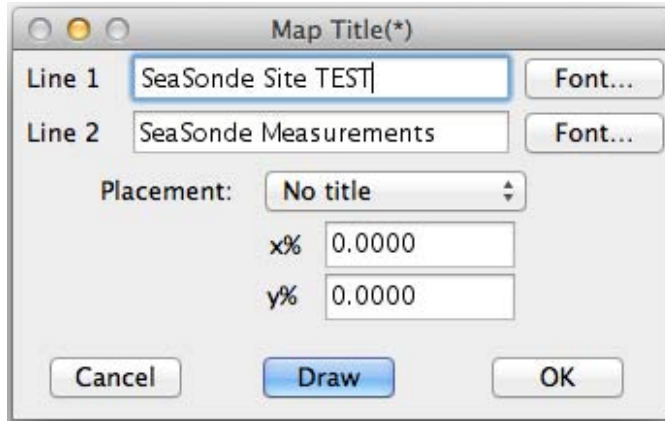 Map Title(*)
Line 1 SeaSonde Site TEST Font...
Line 2 SeaSonde Measurements Font...
Placement: No title
x% 0.0000
y% 0.0000
Cancel Draw OK